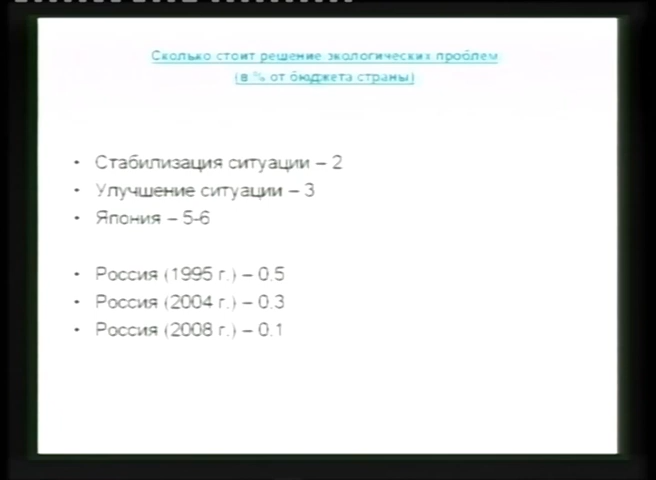 Сколько стоит решение экологических проблем
(в % от бюджета страны)
• Стабилизация ситуации – 2
• Улучшение ситуации – 3
• Япония – 5-6
• Россия (1995 г.) – 0.5
• Россия (2004 г.) – 0.3
• Россия (2008 г.) – 0.1